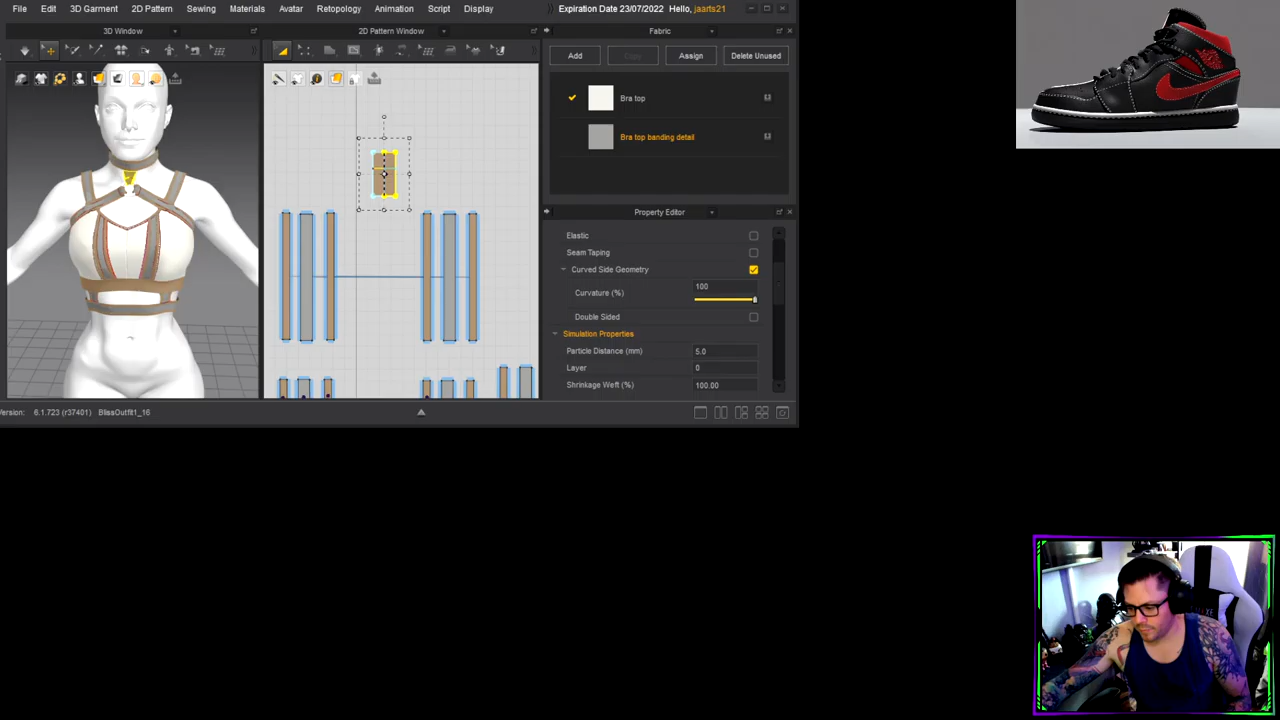 File Edit 3D Garment 2D Pattern Sewing Materials Avatar Retopology Animation Script Display Expiration Date 23/07/2022 Hello, jaarts21
3D Window 2D Pattern Window Fabric
Add Copy Assign Delete Unused
Bra top
Bra top banding detail
Property Editor
Elastic
Seam Taping
Curved Side Geometry
100
Curvature (%)
Double Sided
Simulation Properties
Particle Distance (mm) 5.0
Layer 0
Shrinkage Weft (%) 100.00
Version: 6.1.723 (r37401) BlissOutfit1_16